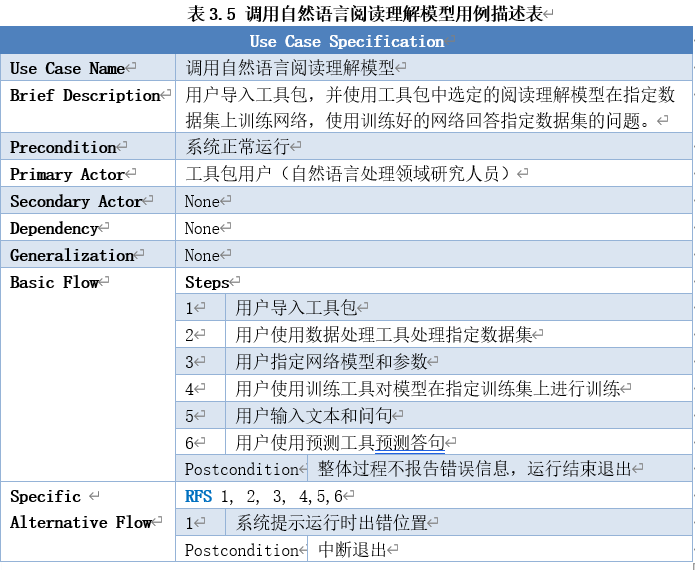 表 3.5 调用自然语言阅读理解模型用例描述表
Use Case Specification
Use Case Name 调用自然语言阅读理解模型
Brief Description 用户导入工具包，并使用工具包中选定的阅读理解模型在指定数
据集上训练网络，使用训练好的网络回答指定数据集的问题。
Precondition 系统正常运行
Primary Actor 工具包用户（自然语言处理领域研究人员）
Secondary Actor None
Dependency None
Generalization None
Basic Flow Steps
1 用户导入工具包
2 用户使用数据处理工具处理指定数据集
3 用户指定网络模型和参数
4 用户使用训练工具对模型在指定训练集上进行训练
5 用户输入文本和问句
6 用户使用预测工具预测答句
Postcondition 整体过程不报告错误信息，运行结束退出
Specific RFS 1, 2, 3, 4,5,6
Alternative Flow 1 系统提示运行时出错位置
Postcondition 中断退出